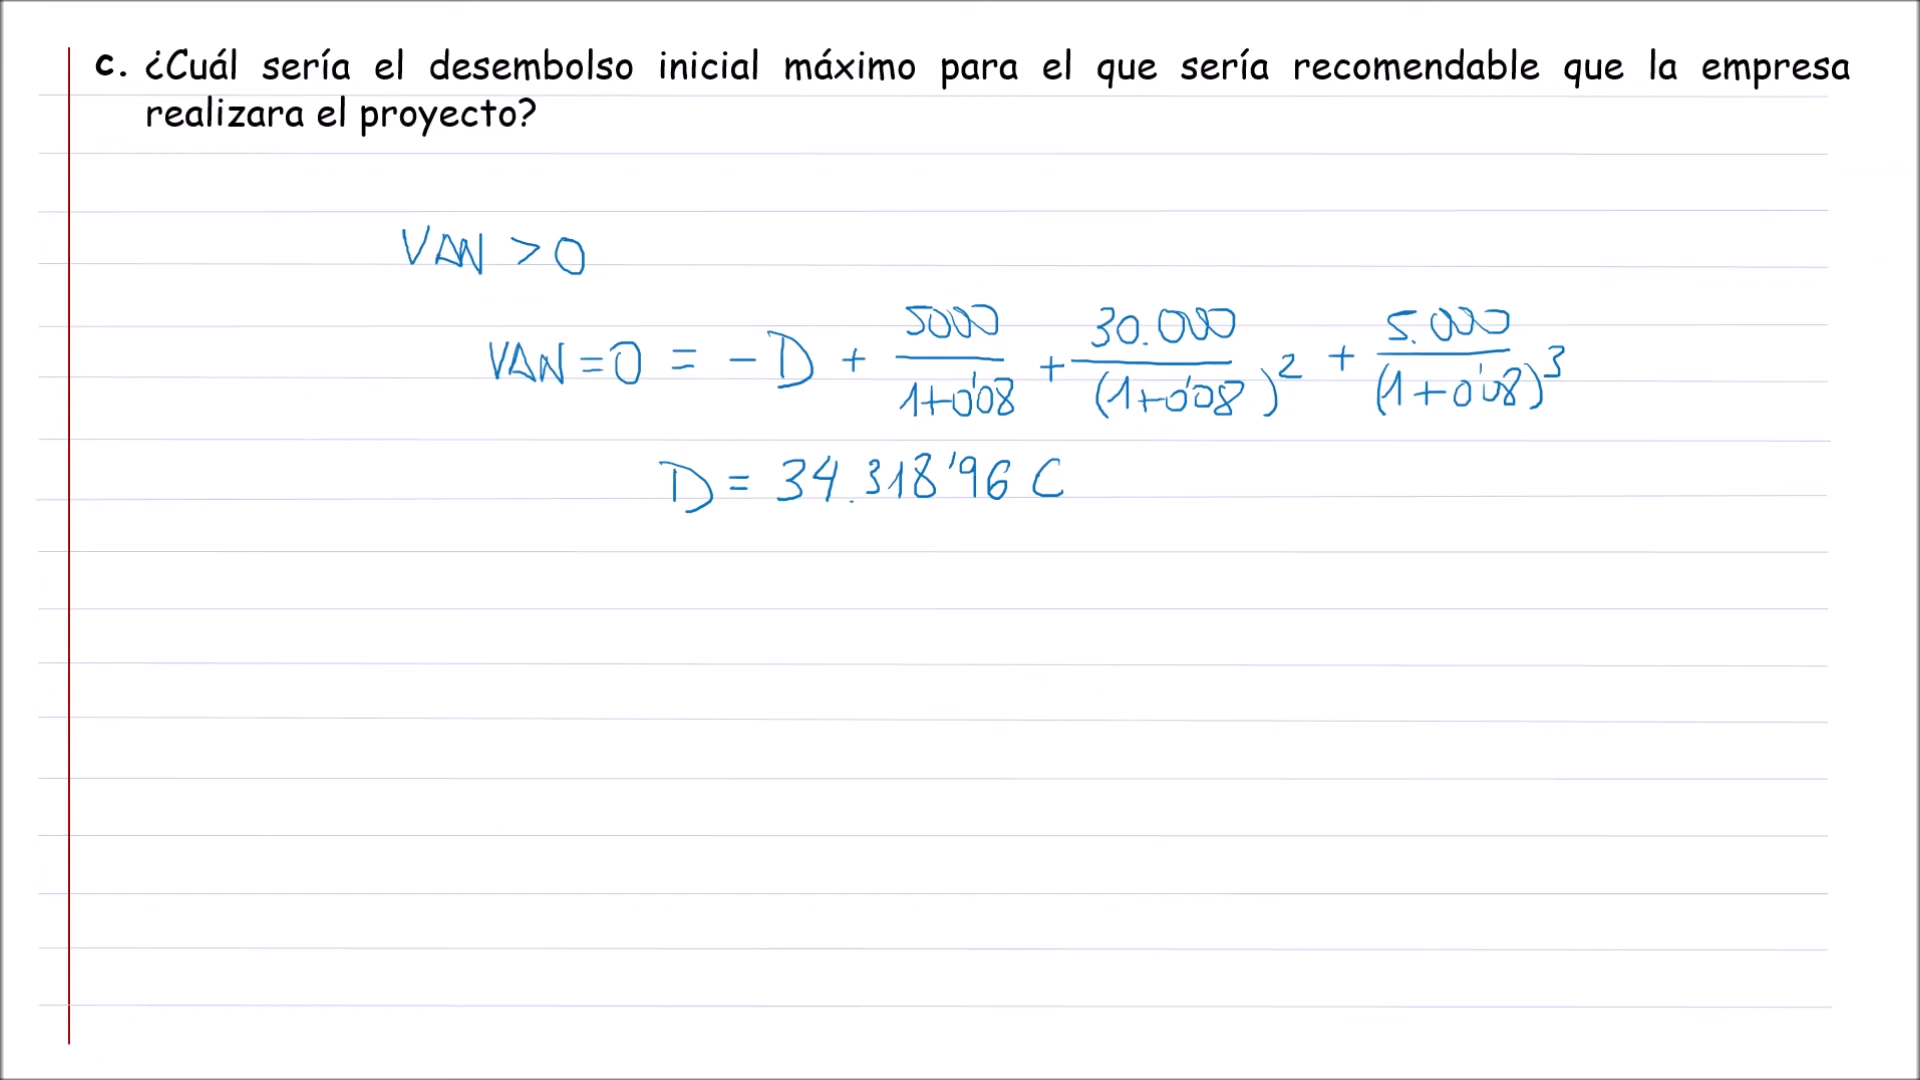 c. ¿Cuál sería el desembolso inicial máximo para el que sería recomendable que la empresa
realizara el proyecto?
VAN > 0
VAN = 0 = - D + 5000/(1+0'08) + 30.000/(1+0'08)² + 5.000/(1+0'08)³
D = 34.318'96 €